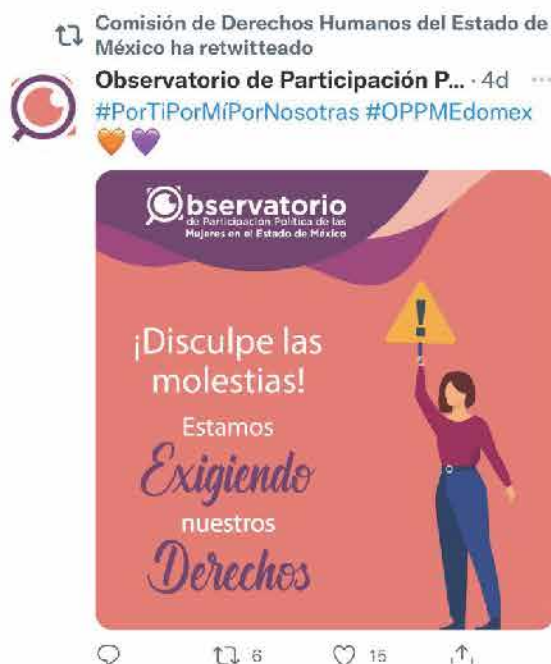 Comisión de Derechos Humanos del Estado de
México ha retwitteado
Observatorio de Participación P... · 4d
#PorTiPorMíPorNosotras #OPPMEdomex
Observatorio
de Participación Política de las
Mujeres en el Estado de México
¡Disculpe las
molestias!
Estamos
Exigiendo
nuestros
Derechos
6 15